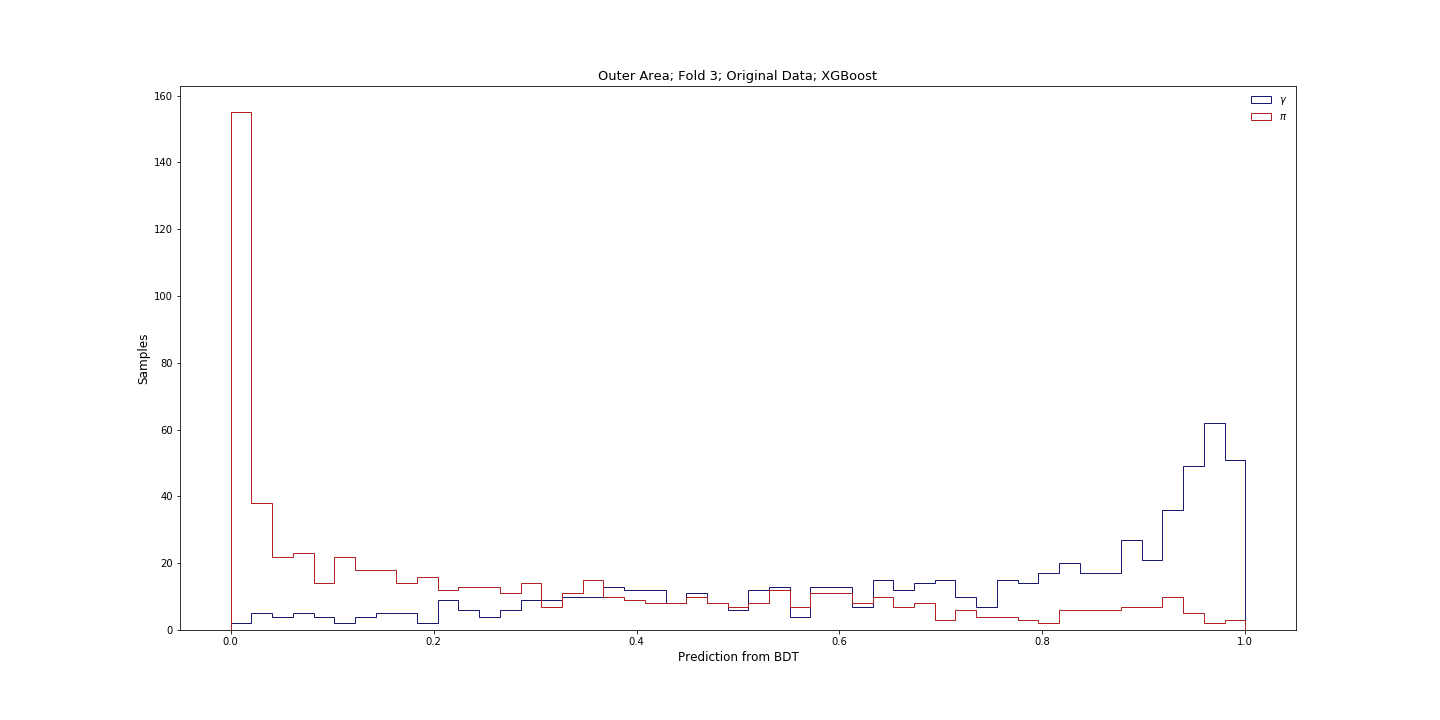 Outer Area; Fold 3; Original Data; XGBoost
γ
π
160
140
120
100
80
60
40
20
0
Samples
0.0 0.2 0.4 0.6 0.8 1.0
Prediction from BDT